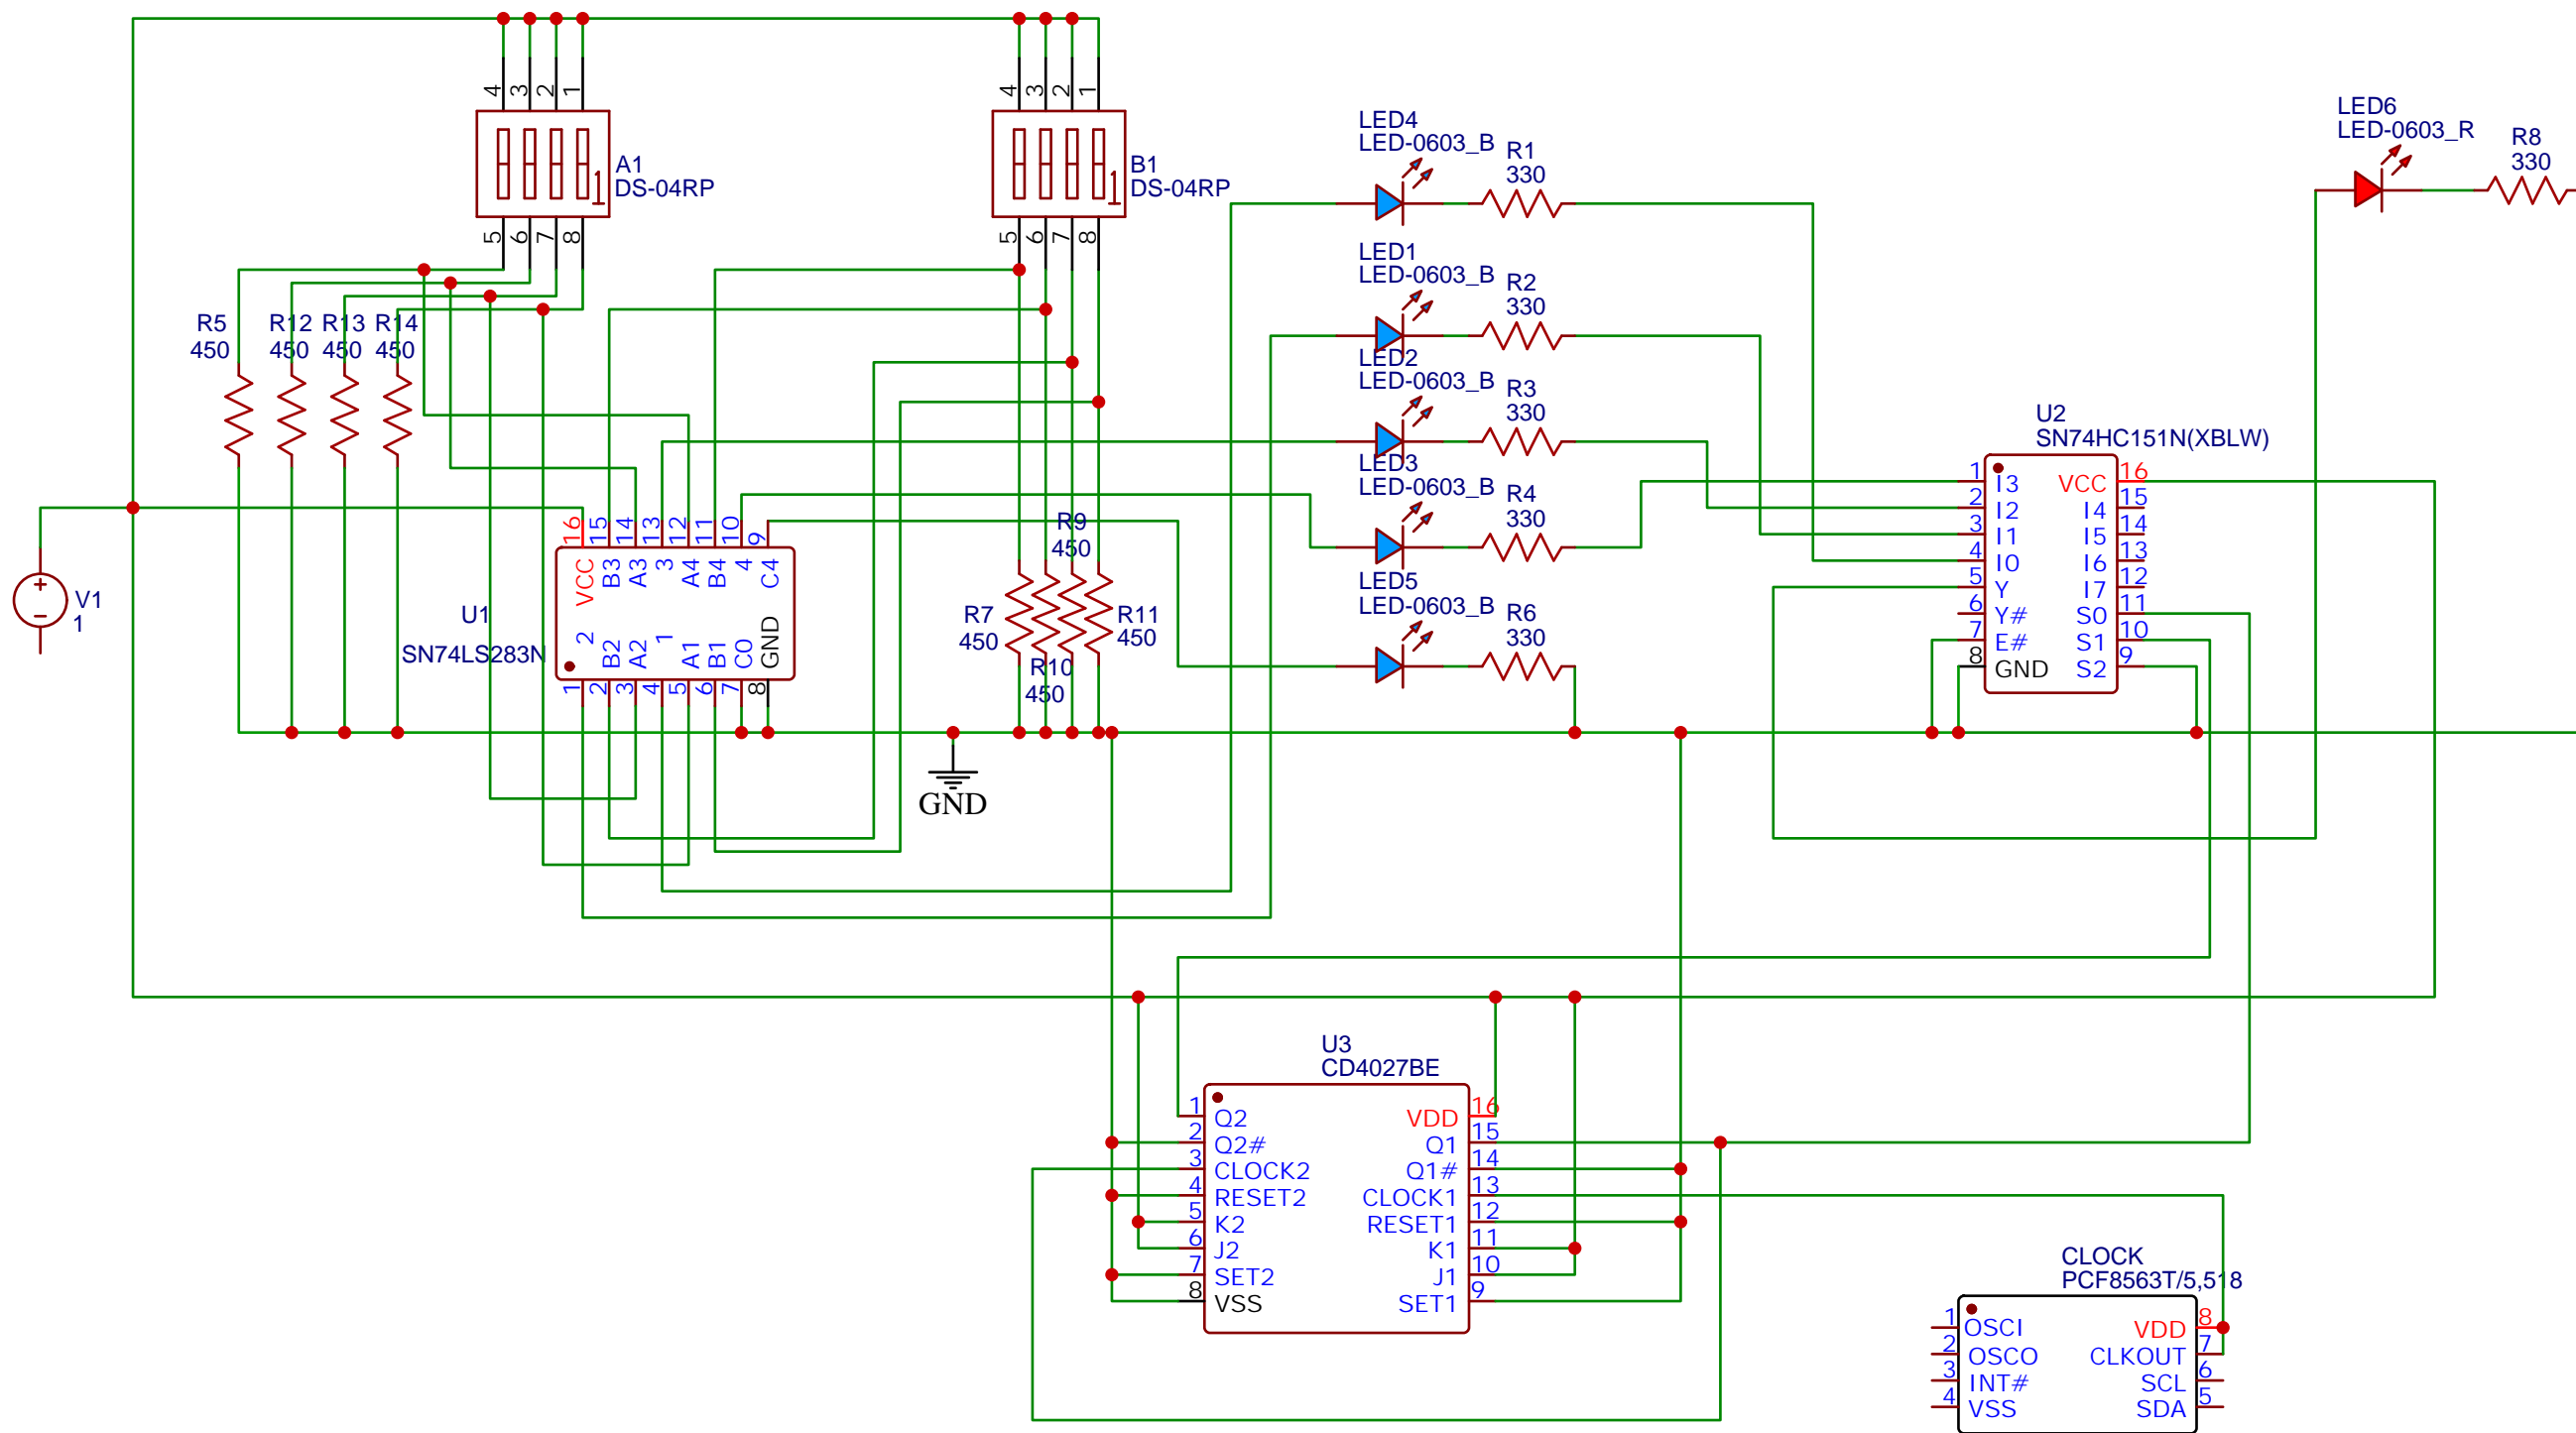 4 3 2 1
A1
DS-04RP
5 6 7 8
4 3 2 1
B1
DS-04RP
5 6 7 8
LED4
LED-0603_B
R1
330
LED6
LED-0603_R
R8
330
LED1
LED-0603_B
R2
330
R5
450
R12
450
R13
450
R14
450
LED2
LED-0603_B
R3
330
LED3
LED-0603_B
R4
330
LED5
LED-0603_B
R6
330
V1
1
U1
SN74LS283N
16 15 14 13 12 11 10 9
VCC B3 A3 3 A4 B4 4 C4
2 B2 A2 1 A1 B1 C0 GND
1 2 3 4 5 6 7 8
R9
450
R7
450
R10
450
R11
450
GND
U2
SN74HC151N(XBLW)
1 I3 VCC 16
2 I2 I4 15
3 I1 I5 14
4 I0 I6 13
5 Y I7 12
6 Y# S0 11
7 E# S1 10
8 GND S2 9
U3
CD4027BE
1 Q2 VDD 16
2 Q2# Q1 15
3 CLOCK2 Q1# 14
4 RESET2 CLOCK1 13
5 K2 RESET1 12
6 J2 K1 11
7 SET2 J1 10
8 VSS SET1 9
CLOCK
PCF8563T/5,518
1 OSCI VDD 8
2 OSCO CLKOUT 7
3 INT# SCL 6
4 VSS SDA 5